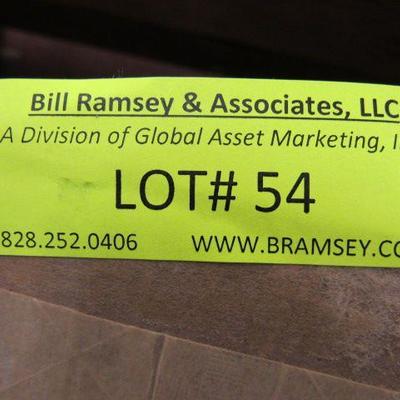 Bill Ramsey & Associates, LLC
A Division of Global Asset Marketing, I
LOT# 54
828.252.0406 WWW.BRAMSEY.CO